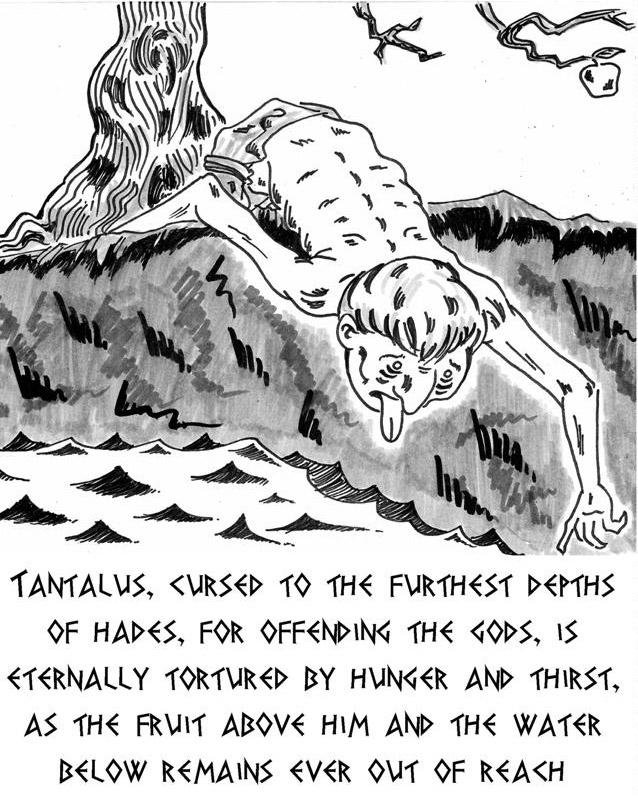 Tantalus, cursed to the furthest depths
of Hades, for offending the gods, is
eternally tortured by hunger and thirst,
as the fruit above him and the water
below remains ever out of reach